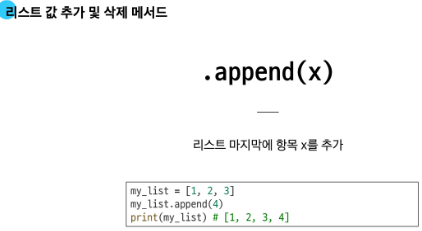 리스트 값 추가 및 삭제 메서드
.append(x)
리스트 마지막에 항목 x를 추가
my_list = [1, 2, 3]
my_list.append(4)
print(my_list) # [1, 2, 3, 4]